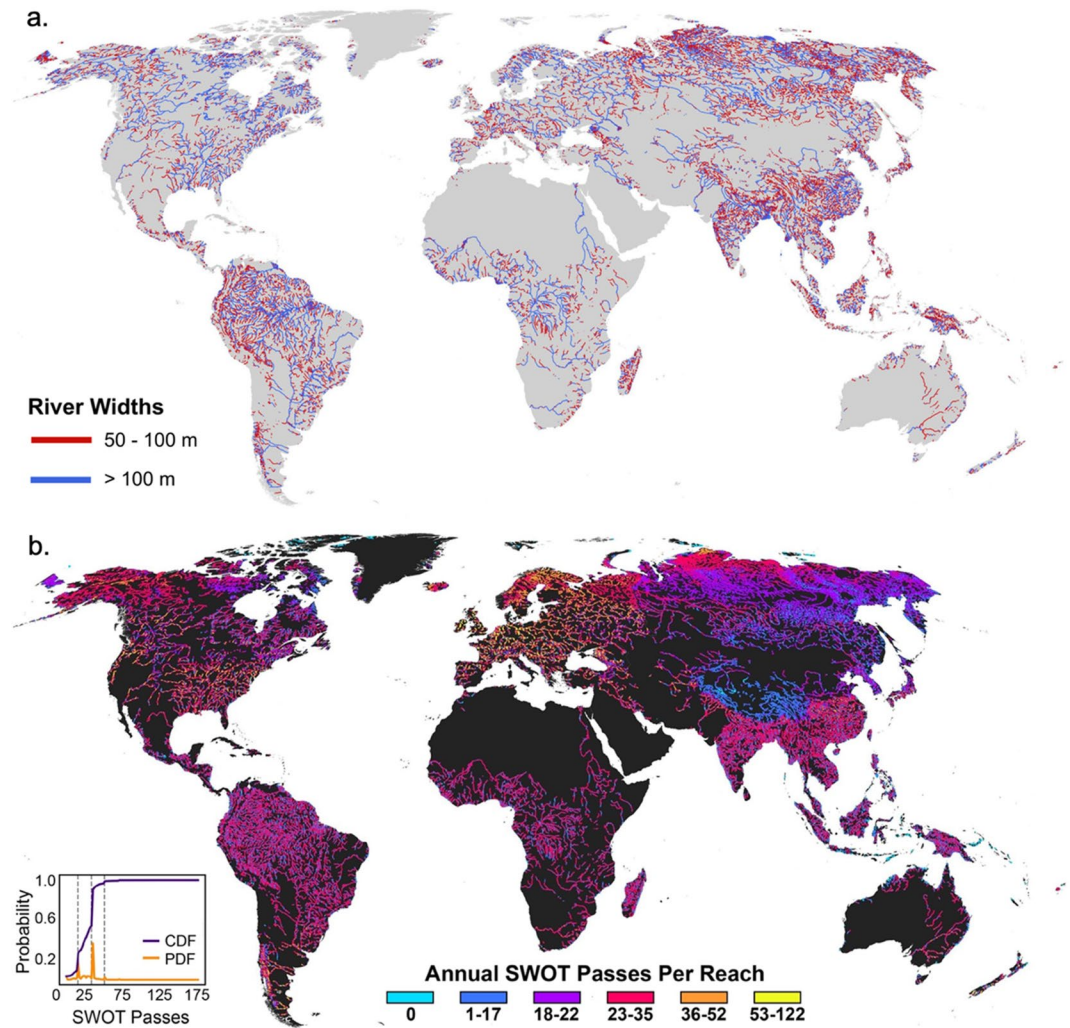 a.
River Widths
50 - 100 m
> 100 m
b.
1.0
0.6
0.2
Probability
CDF
PDF
0 25 75 125 175
SWOT Passes
Annual SWOT Passes Per Reach
0 1-17 18-22 23-35 36-52 53-122